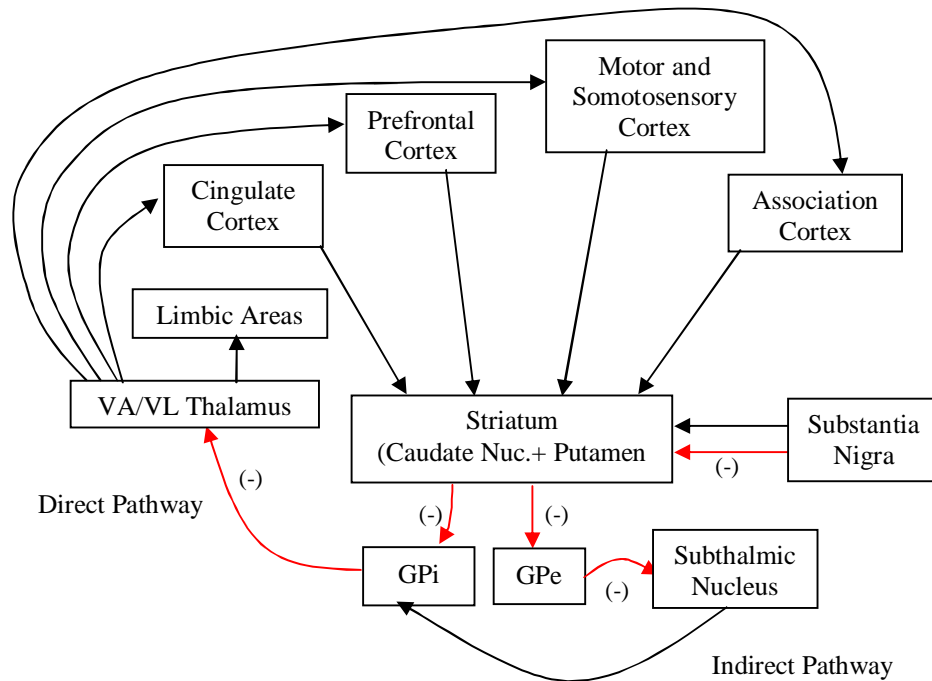 Motor and
Somotosensory
Cortex
Prefrontal
Cortex
Cingulate
Cortex
Association
Cortex
Limbic Areas
VA/VL Thalamus
Striatum
(Caudate Nuc.+ Putamen
Substantia
Nigra
(-)
(-)
Direct Pathway
(-)
(-)
GPi
GPe
(-)
Subthalmic
Nucleus
Indirect Pathway